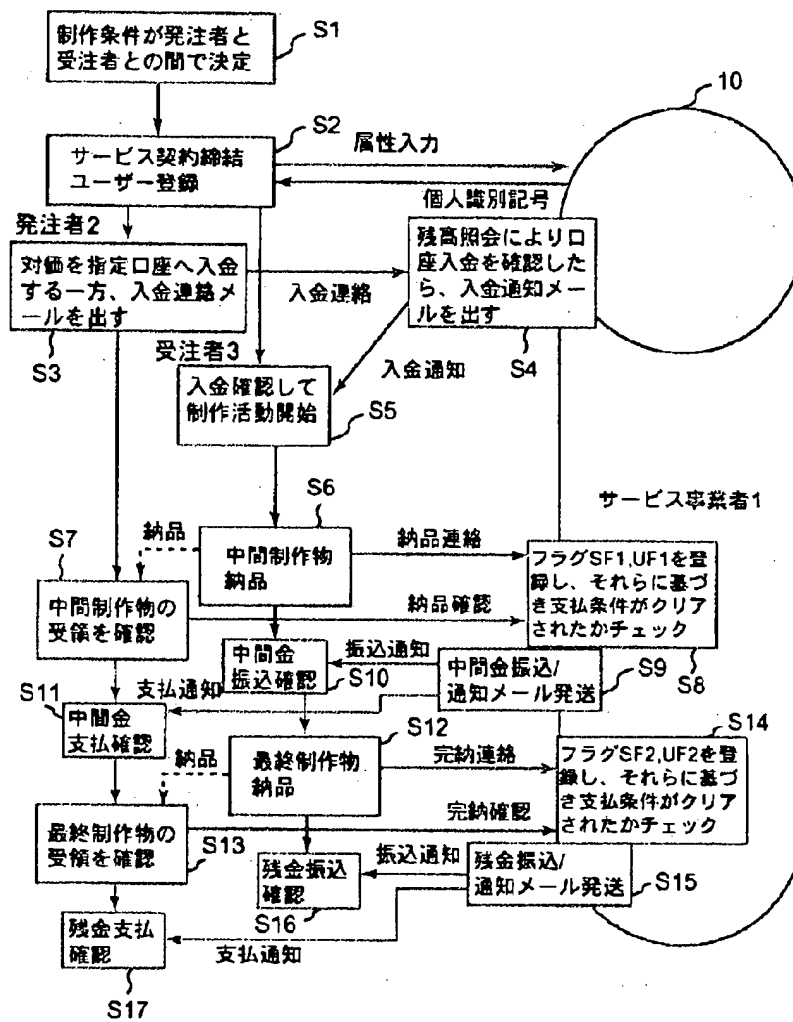 制作条件が発注者と
受注者との間で決定
S1
10
S2
サービス契約締結
ユーザー登録
属性入力
個人識別記号
発注者2
対価を指定口座へ入金
する一方、入金連絡メ
ールを出す
S3
入金連絡
残高照会により口
座入金を確認した
ら、入金通知メー
ルを出す
S4
受注者3
入金通知
入金確認して
制作活動開始
S5
サービス事業者1
S6
S7
納品
中間制作物
納品
納品連絡
フラグSF1,UF1を登
録し、それらに基づ
き支払条件がクリア
されたかチェック
S8
中間制作物の
受領を確認
納品確認
中間金
振込確認
S10
振込通知
中間金振込/
通知メール発送
S9
S11
支払通知
中間金
支払確認
S12
S14
納品
最終制作物
納品
完納連絡
フラグSF2,UF2を登
録し、それらに基づ
き支払条件がクリア
されたかチェック
最終制作物の
受領を確認
S13
完納確認
残金振込
確認
S16
振込通知
残金振込/
通知メール発送
S15
残金支払
確認
S17
支払通知